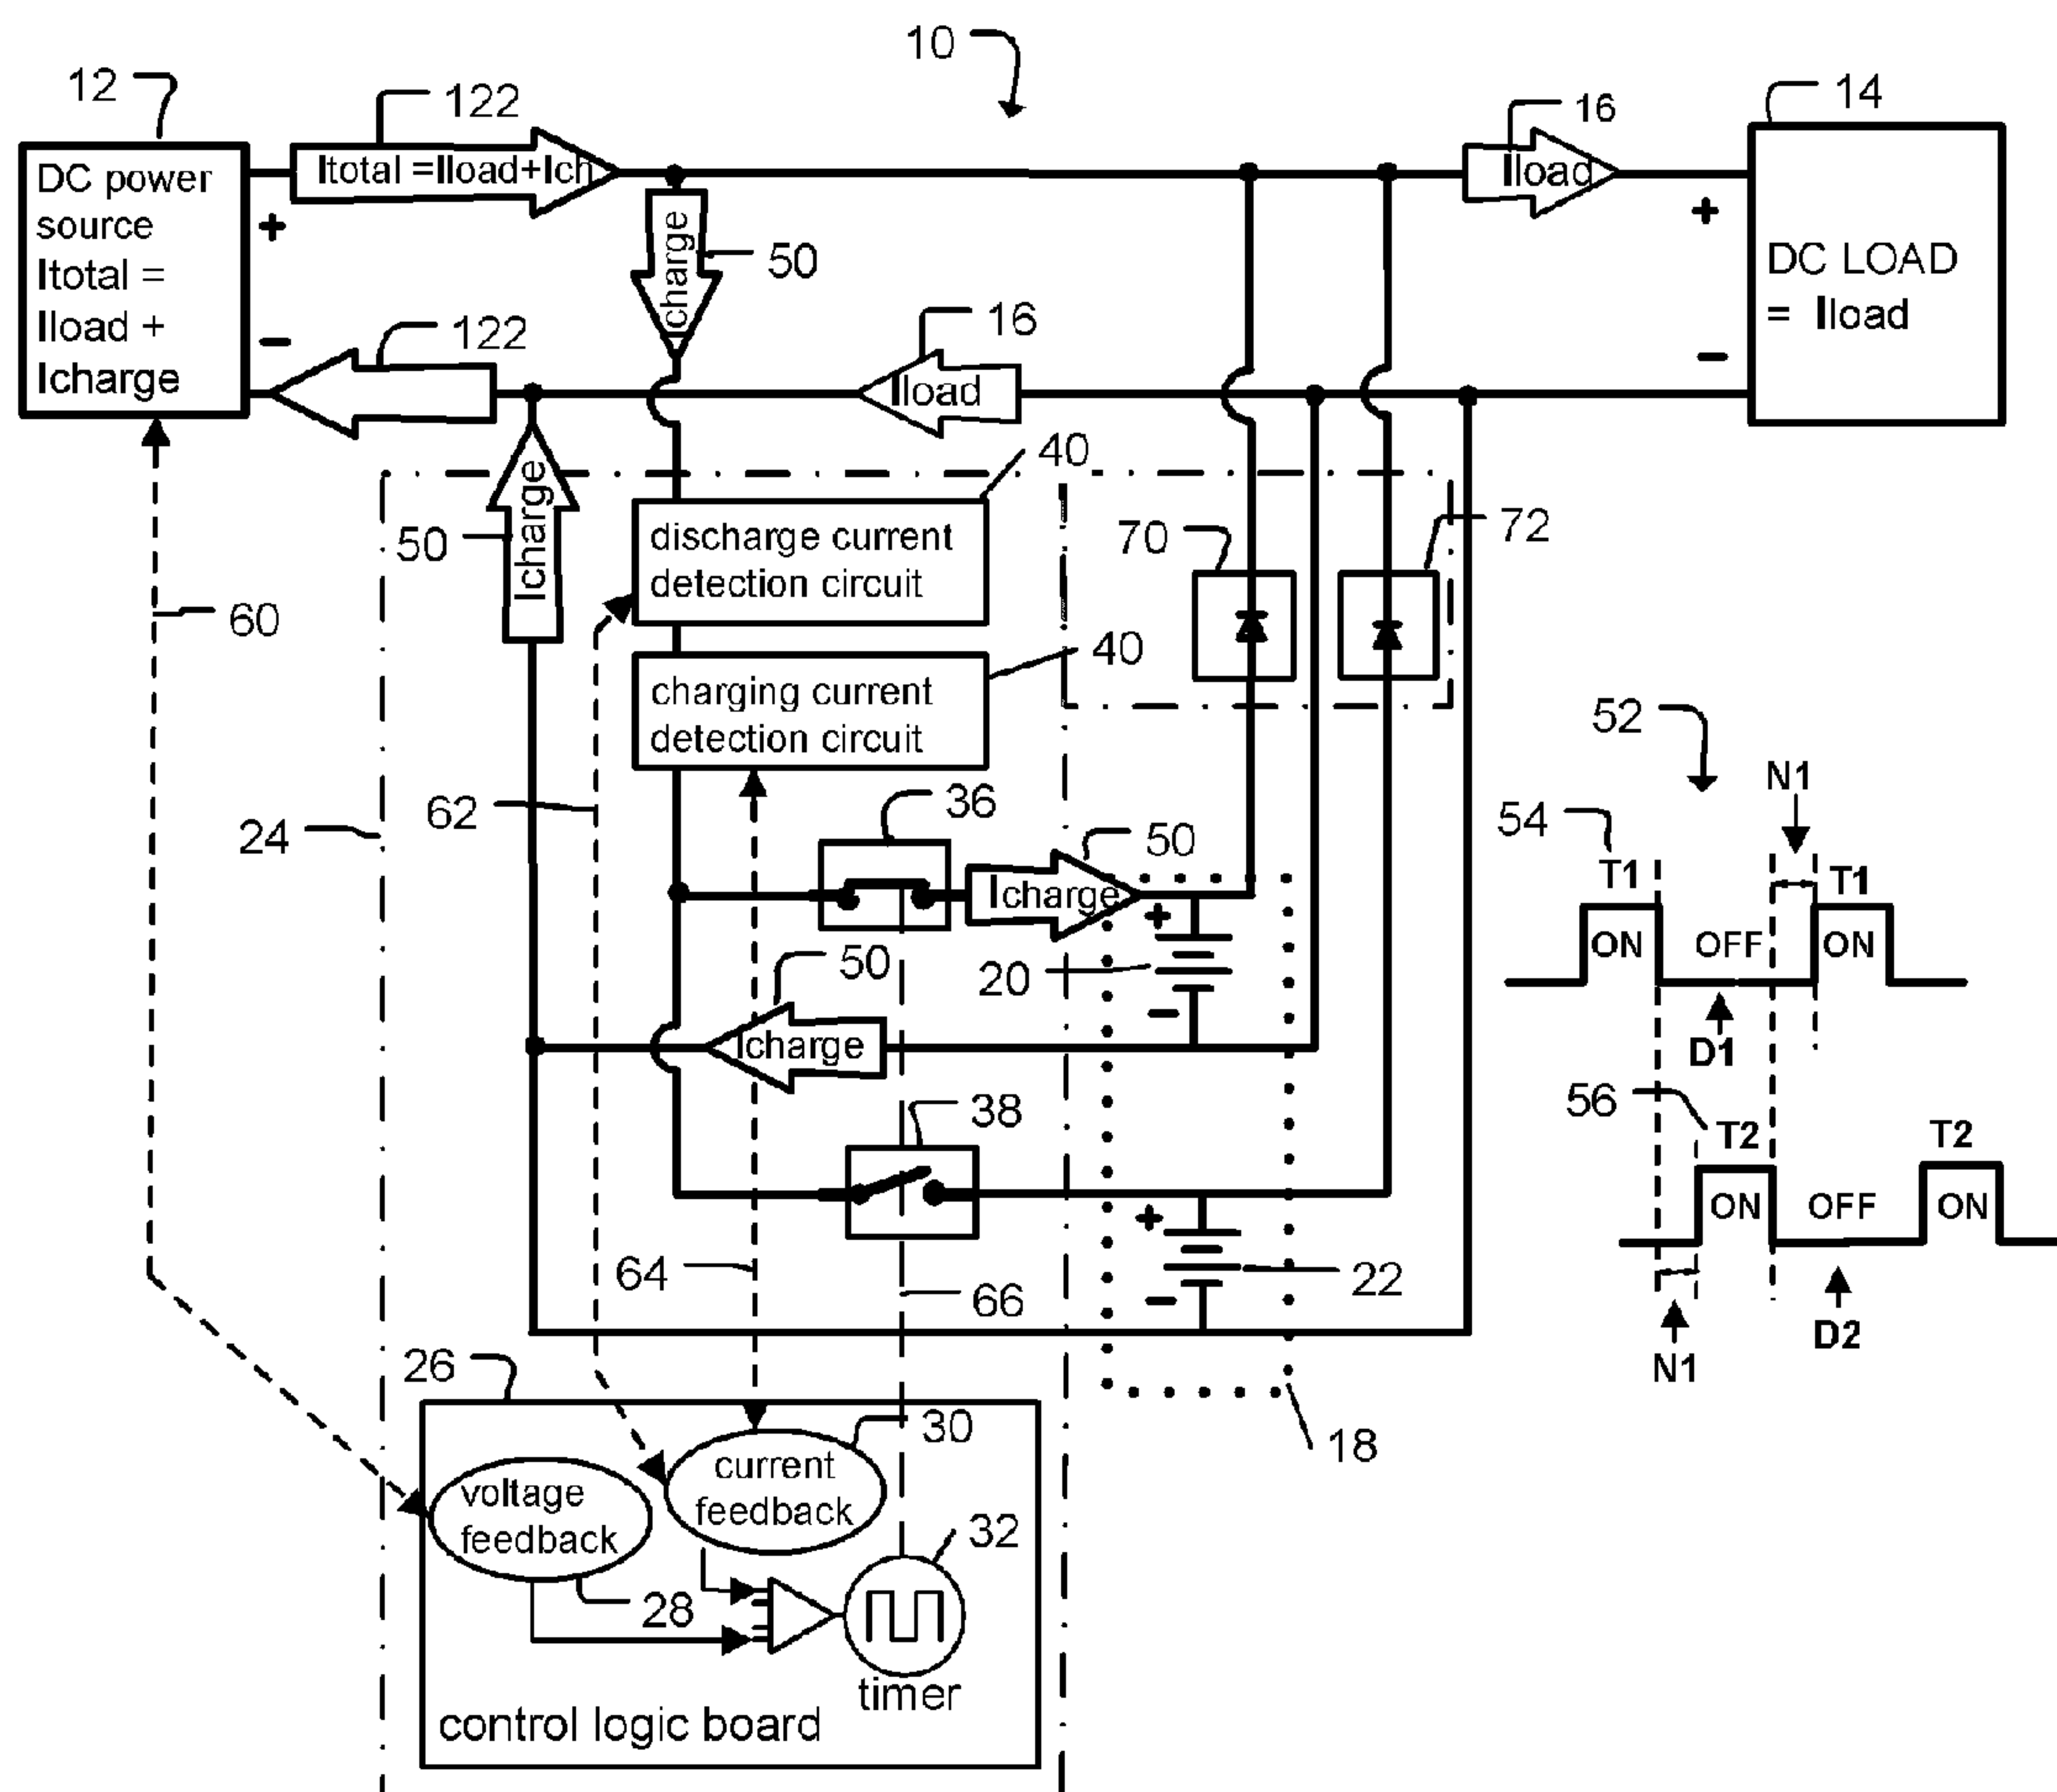 10
12
122
16
14
DC power
source
Itotal =
Iload +
Icharge
+
−
Itotal =Iload+Ich
Icharge
50
Iload
+
−
DC LOAD
= Iload
122
16
Iload
40
Icharge
50
discharge current
detection circuit
70
72
60
40
charging current
detection circuit
62
24
36
50
Icharge
+
20
−
50
Icharge
38
+
22
−
64
66
18
52
N1
54
T1
T1
ON
OFF
ON
D1
56
T2
T2
ON
OFF
ON
N1
D2
26
30
current
feedback
voltage
feedback
28
32
timer
control logic board